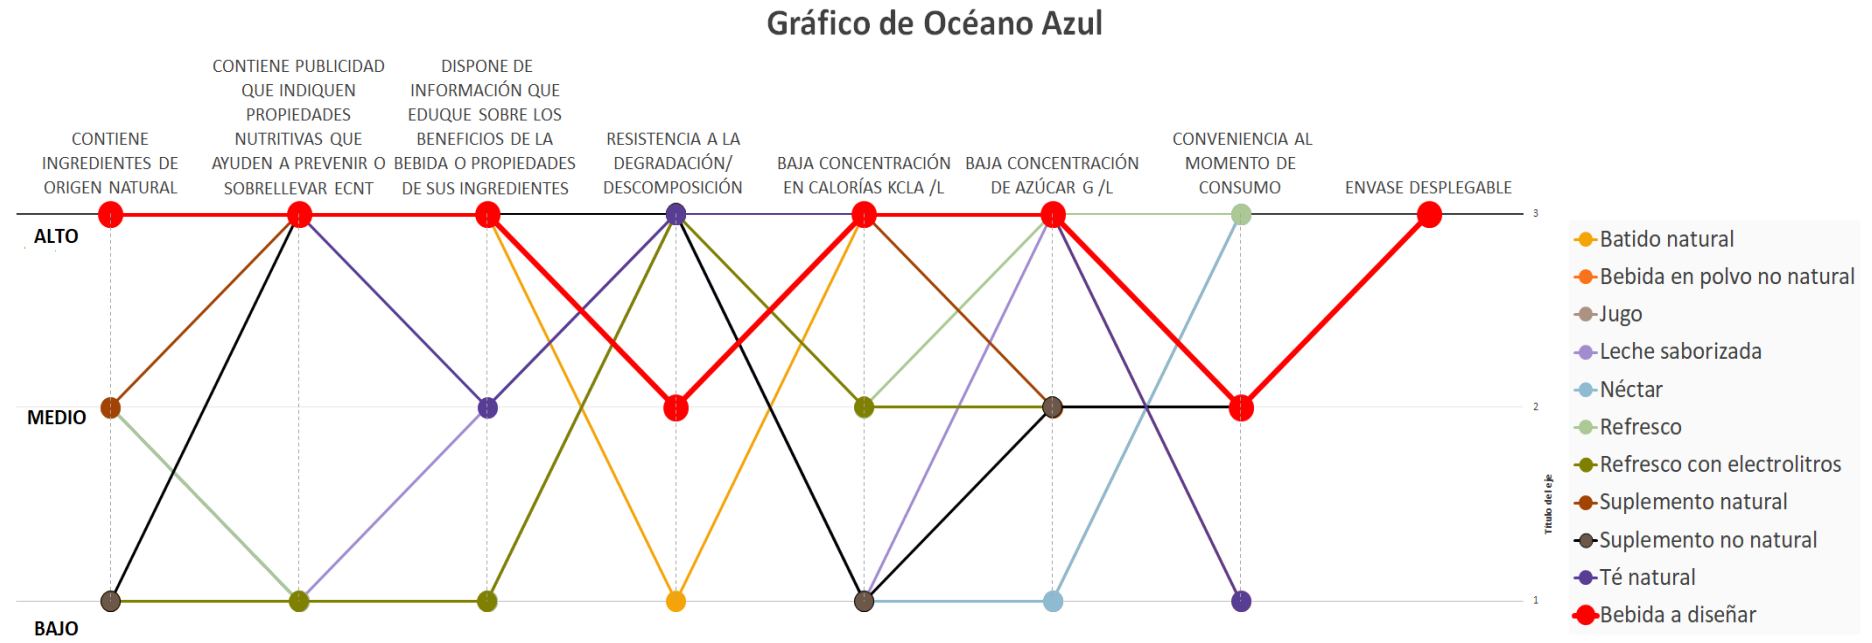 Gráfico de Océano Azul
CONTIENE
INGREDIENTES DE
ORIGEN NATURAL
CONTIENE PUBLICIDAD
QUE INDIQUEN
PROPIEDADES
NUTRITIVAS QUE
AYUDEN A PREVENIR O
SOBRELLEVAR ECNT
DISPONE DE
INFORMACIÓN QUE
EDUQUE SOBRE LOS
BENEFICIOS DE LA
BEBIDA O PROPIEDADES
DE SUS INGREDIENTES
RESISTENCIA A LA
DEGRADACIÓN/
DESCOMPOSICIÓN
BAJA CONCENTRACIÓN
EN CALORÍAS KCLA /L
BAJA CONCENTRACIÓN
DE AZÚCAR G /L
CONVENIENCIA AL
MOMENTO DE
CONSUMO
ENVASE DESPLEGABLE
ALTO
MEDIO
BAJO
3
2
1
Título del eje
Batido natural
Bebida en polvo no natural
Jugo
Leche saborizada
Néctar
Refresco
Refresco con electrolitros
Suplemento natural
Suplemento no natural
Té natural
Bebida a diseñar